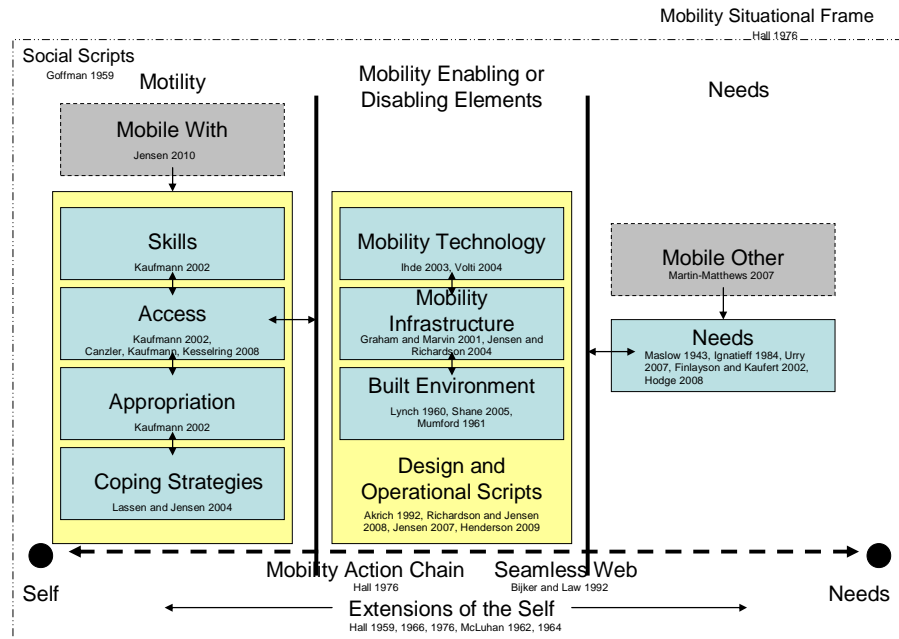 Mobility Situational Frame
Hall 1976
Social Scripts
Goffman 1959
Motility
Mobility Enabling or
Disabling Elements
Needs
Mobile With
Jensen 2010
Skills
Kaufmann 2002
Access
Kaufmann 2002,
Canzler, Kaufmann, Kesselring 2008
Appropriation
Kaufmann 2002
Coping Strategies
Lassen and Jensen 2004
Mobility Technology
Ihde 2003, Volti 2004
Mobility
Infrastructure
Graham and Marvin 2001, Jensen and
Richardson 2004
Built Environment
Lynch 1960, Shane 2005,
Mumford 1961
Design and
Operational Scripts
Akrich 1992, Richardson and Jensen
2008, Jensen 2007, Henderson 2009
Mobile Other
Martin-Matthews 2007
Needs
Maslow 1943, Ignatieff 1984, Urry
2007, Finlayson and Kaufert 2002,
Hodge 2008
Self
Mobility Action Chain
Hall 1976
Seamless Web
Bijker and Law 1992
Needs
Extensions of the Self
Hall 1959, 1966, 1976, McLuhan 1962, 1964